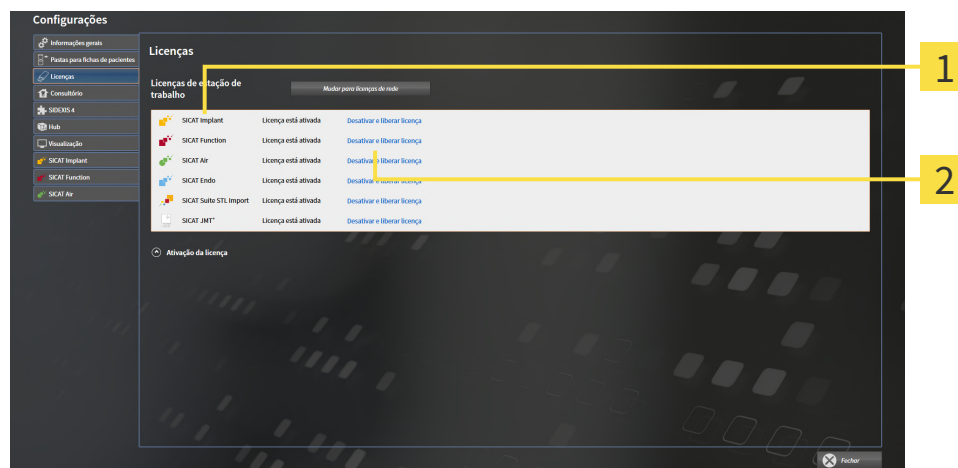 Configurações
Informações gerais
Pastas para fichas de pacientes
Licenças
Consultório
SIDEXIS 4
Hub
Visualização
SICAT Implant
SICAT Function
SICAT Air
Licenças
Licenças de estação de
trabalho
Mudar para licenças de rede
SICAT Implant Licença está ativada Desativar e liberar licença
SICAT Function Licença está ativada Desativar e liberar licença
SICAT Air Licença está ativada Desativar e liberar licença
SICAT Endo Licença está ativada Desativar e liberar licença
SICAT Suite STL Import Licença está ativada Desativar e liberar licença
SICAT JMT⁺ Licença está ativada Desativar e liberar licença
Ativação da licença
Fechar
1
2